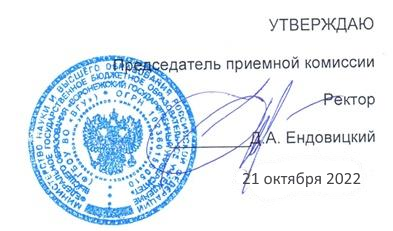 УТВЕРЖДАЮ
Председатель приемной комиссии
Ректор
Д.А. Ендовицкий
21 октября 2022